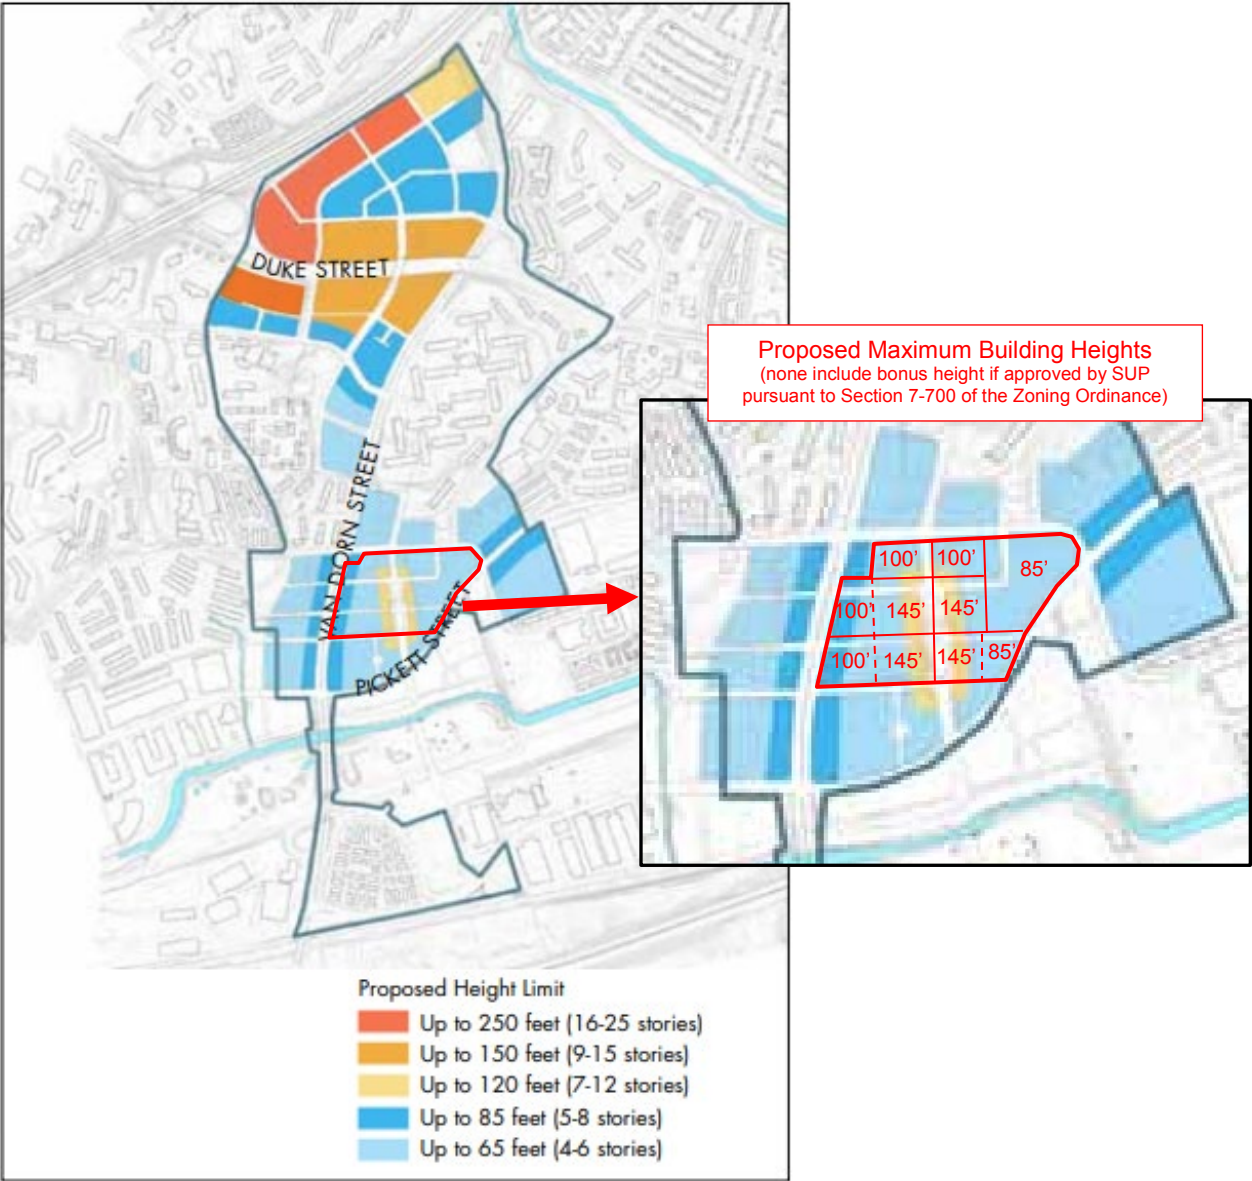 DUKE STREET
VAN DORN STREET
PICKETT STREET
Proposed Maximum Building Heights
(none include bonus height if approved by SUP
pursuant to Section 7-700 of the Zoning Ordinance)
100' 100' 85'
100' 145' 145'
100' 145' 145' 85'
Proposed Height Limit
Up to 250 feet (16-25 stories)
Up to 150 feet (9-15 stories)
Up to 120 feet (7-12 stories)
Up to 85 feet (5-8 stories)
Up to 65 feet (4-6 stories)